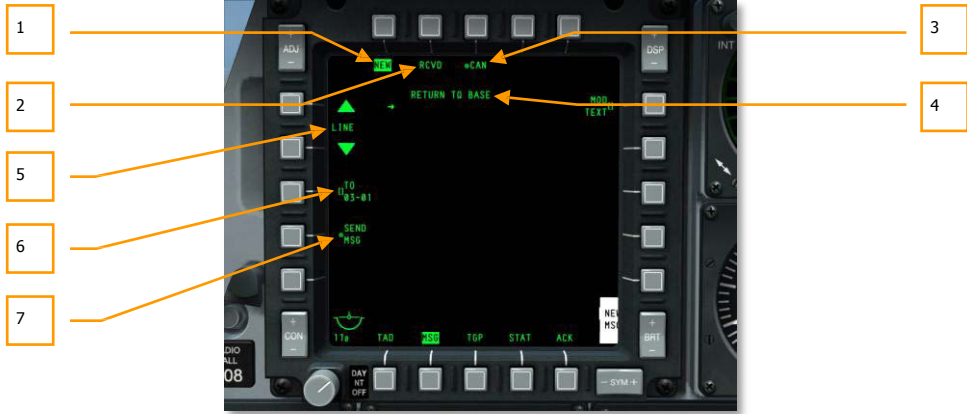 1
2
3
4
5
6
7
+
ADJ
−
+
DSP
−
INT
NEW
RCVD
CAN
RETURN TO BASE
MOD
TEXT
LINE
TO
03-01
SEND
MSG
NEW
MSG
11a
TAD
MSG
TGP
STAT
ACK
+
CON
−
+
BRT
−
DIO
ALL
08
DAY
NT
OFF
− SYM +